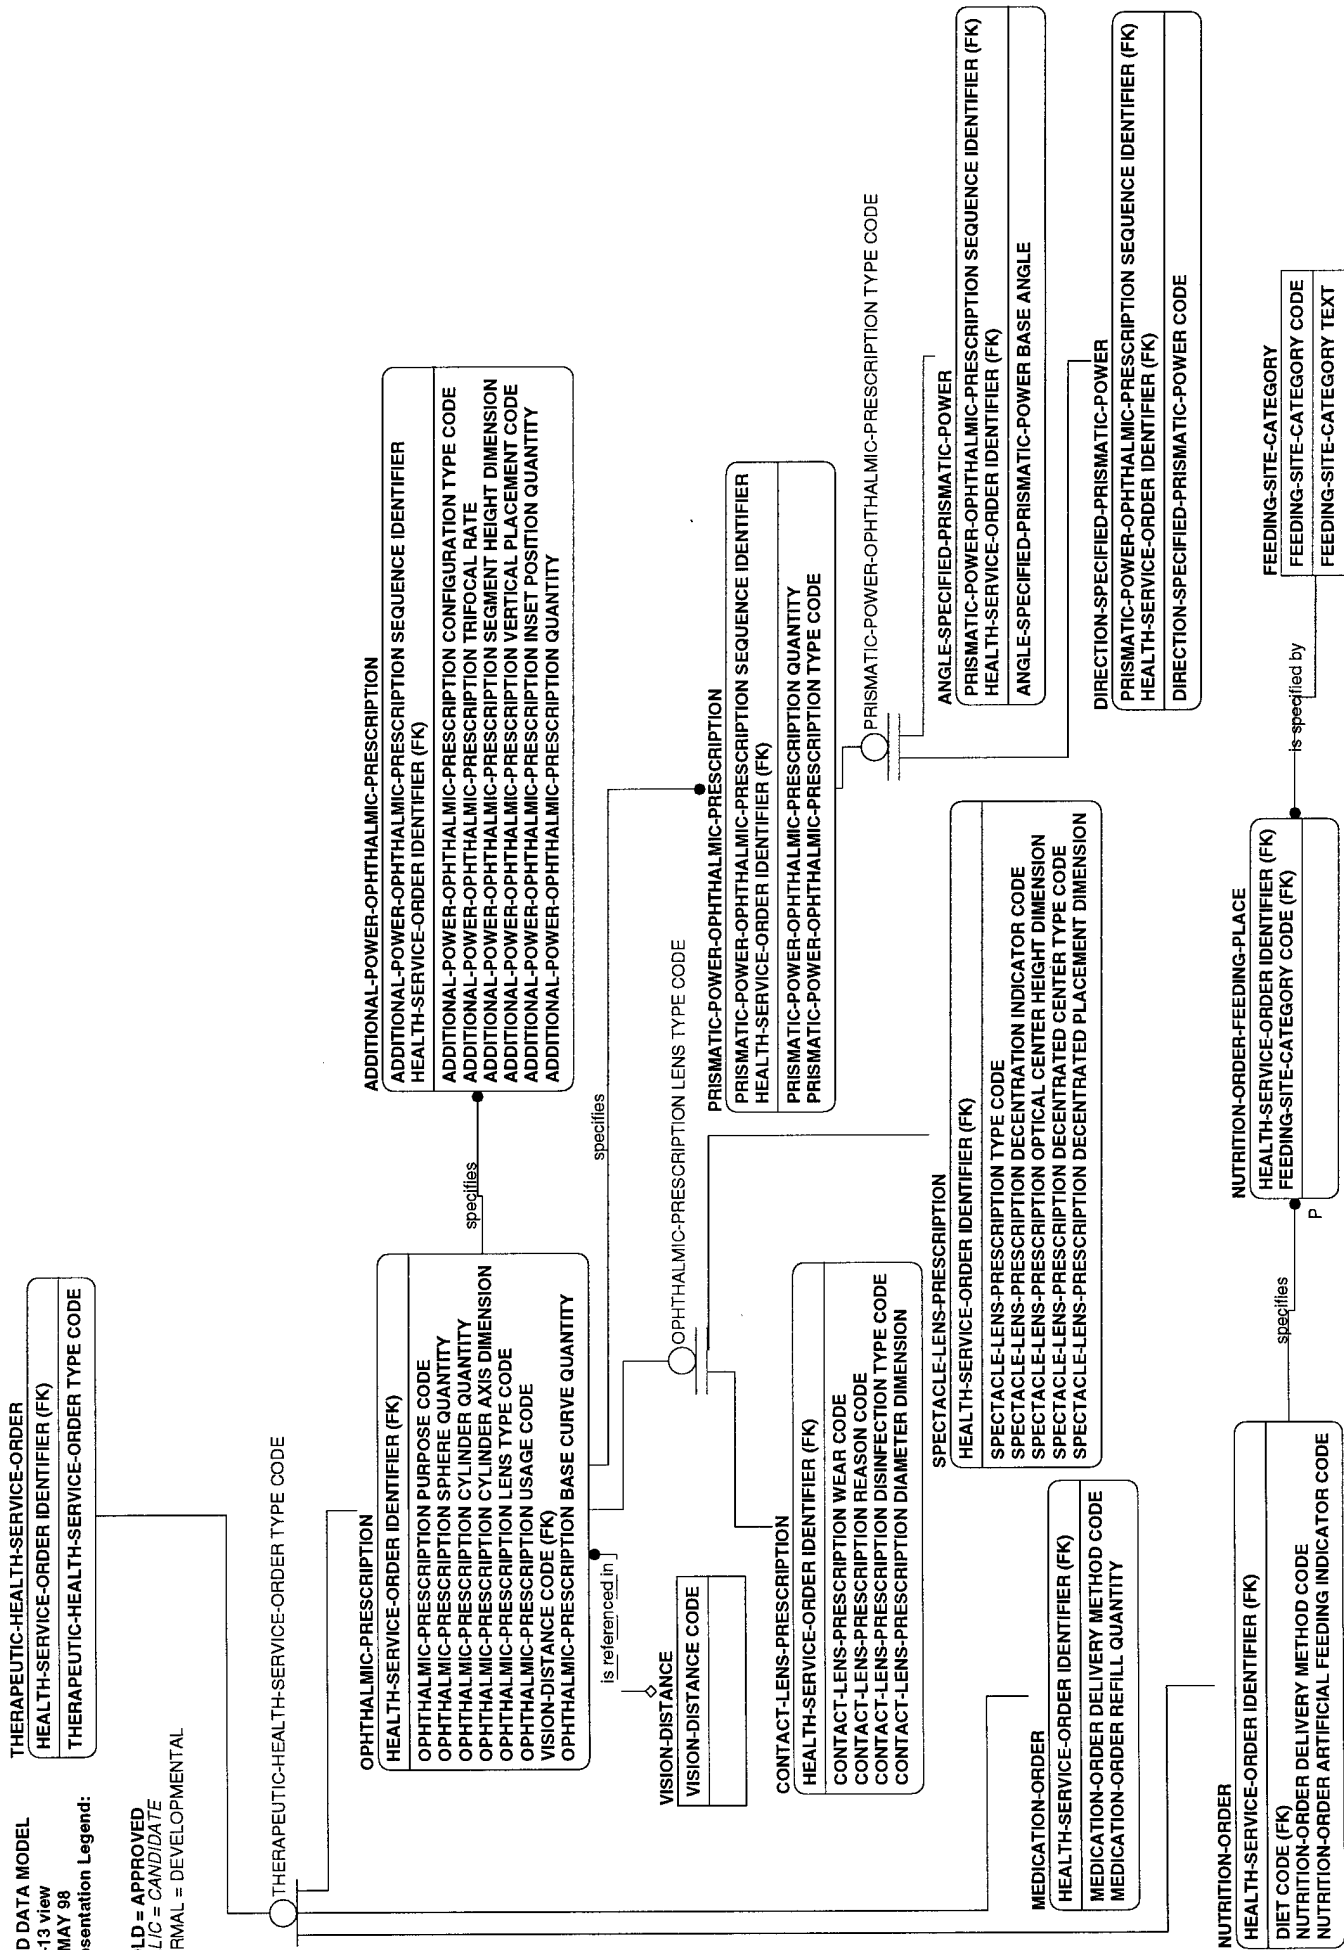 D DATA MODEL
-13 view
MAY 98
sentation Legend:
LD = APPROVED
LIC = CANDIDATE
RMAL = DEVELOPMENTAL
THERAPEUTIC-HEALTH-SERVICE-ORDER
HEALTH-SERVICE-ORDER IDENTIFIER (FK)
THERAPEUTIC-HEALTH-SERVICE-ORDER TYPE CODE
THERAPEUTIC-HEALTH-SERVICE-ORDER TYPE CODE
OPHTHALMIC-PRESCRIPTION
HEALTH-SERVICE-ORDER IDENTIFIER (FK)
OPHTHALMIC-PRESCRIPTION PURPOSE CODE
OPHTHALMIC-PRESCRIPTION SPHERE QUANTITY
OPHTHALMIC-PRESCRIPTION CYLINDER QUANTITY
OPHTHALMIC-PRESCRIPTION CYLINDER AXIS DIMENSION
OPHTHALMIC-PRESCRIPTION LENS TYPE CODE
OPHTHALMIC-PRESCRIPTION USAGE CODE
VISION-DISTANCE CODE (FK)
OPHTHALMIC-PRESCRIPTION BASE CURVE QUANTITY
specifies
ADDITIONAL-POWER-OPHTHALMIC-PRESCRIPTION
ADDITIONAL-POWER-OPHTHALMIC-PRESCRIPTION SEQUENCE IDENTIFIER
HEALTH-SERVICE-ORDER IDENTIFIER (FK)
ADDITIONAL-POWER-OPHTHALMIC-PRESCRIPTION CONFIGURATION TYPE CODE
ADDITIONAL-POWER-OPHTHALMIC-PRESCRIPTION TRIFOCAL RATE
ADDITIONAL-POWER-OPHTHALMIC-PRESCRIPTION SEGMENT HEIGHT DIMENSION
ADDITIONAL-POWER-OPHTHALMIC-PRESCRIPTION VERTICAL PLACEMENT CODE
ADDITIONAL-POWER-OPHTHALMIC-PRESCRIPTION INSET POSITION QUANTITY
ADDITIONAL-POWER-OPHTHALMIC-PRESCRIPTION QUANTITY
is referenced in
specifies
VISION-DISTANCE
VISION-DISTANCE CODE
OPHTHALMIC-PRESCRIPTION LENS TYPE CODE
PRISMATIC-POWER-OPHTHALMIC-PRESCRIPTION
PRISMATIC-POWER-OPHTHALMIC-PRESCRIPTION SEQUENCE IDENTIFIER
HEALTH-SERVICE-ORDER IDENTIFIER (FK)
PRISMATIC-POWER-OPHTHALMIC-PRESCRIPTION QUANTITY
PRISMATIC-POWER-OPHTHALMIC-PRESCRIPTION TYPE CODE
PRISMATIC-POWER-OPHTHALMIC-PRESCRIPTION TYPE CODE
CONTACT-LENS-PRESCRIPTION
HEALTH-SERVICE-ORDER IDENTIFIER (FK)
CONTACT-LENS-PRESCRIPTION WEAR CODE
CONTACT-LENS-PRESCRIPTION REASON CODE
CONTACT-LENS-PRESCRIPTION DISINFECTION TYPE CODE
CONTACT-LENS-PRESCRIPTION DIAMETER DIMENSION
SPECTACLE-LENS-PRESCRIPTION
HEALTH-SERVICE-ORDER IDENTIFIER (FK)
SPECTACLE-LENS-PRESCRIPTION TYPE CODE
SPECTACLE-LENS-PRESCRIPTION DECENTRATION INDICATOR CODE
SPECTACLE-LENS-PRESCRIPTION OPTICAL CENTER HEIGHT DIMENSION
SPECTACLE-LENS-PRESCRIPTION DECENTRATED CENTER TYPE CODE
SPECTACLE-LENS-PRESCRIPTION DECENTRATED PLACEMENT DIMENSION
ANGLE-SPECIFIED-PRISMATIC-POWER
PRISMATIC-POWER-OPHTHALMIC-PRESCRIPTION SEQUENCE IDENTIFIER (FK)
HEALTH-SERVICE-ORDER IDENTIFIER (FK)
ANGLE-SPECIFIED-PRISMATIC-POWER BASE ANGLE
DIRECTION-SPECIFIED-PRISMATIC-POWER
PRISMATIC-POWER-OPHTHALMIC-PRESCRIPTION SEQUENCE IDENTIFIER (FK)
HEALTH-SERVICE-ORDER IDENTIFIER (FK)
DIRECTION-SPECIFIED-PRISMATIC-POWER CODE
MEDICATION-ORDER
HEALTH-SERVICE-ORDER IDENTIFIER (FK)
MEDICATION-ORDER DELIVERY METHOD CODE
MEDICATION-ORDER REFILL QUANTITY
NUTRITION-ORDER
HEALTH-SERVICE-ORDER IDENTIFIER (FK)
DIET CODE (FK)
NUTRITION-ORDER DELIVERY METHOD CODE
NUTRITION-ORDER ARTIFICIAL FEEDING INDICATOR CODE
specifies
P
NUTRITION-ORDER-FEEDING-PLACE
HEALTH-SERVICE-ORDER IDENTIFIER (FK)
FEEDING-SITE-CATEGORY CODE (FK)
is specified by
FEEDING-SITE-CATEGORY
FEEDING-SITE-CATEGORY CODE
FEEDING-SITE-CATEGORY TEXT